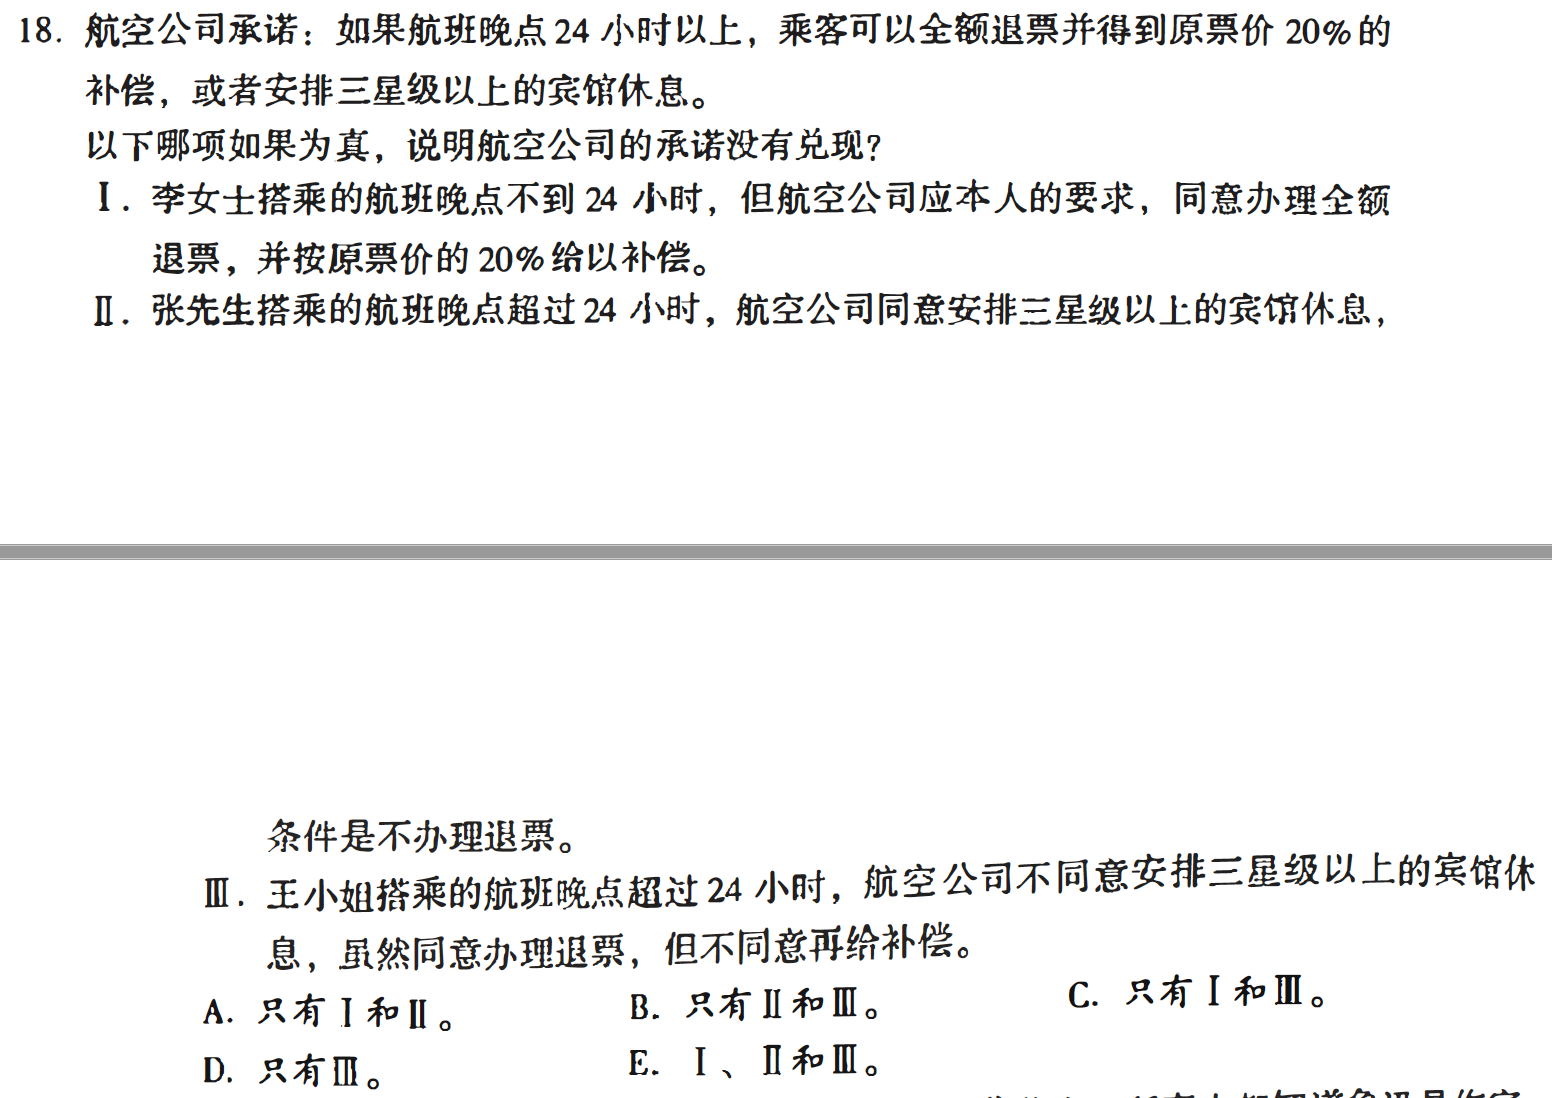 18. 航空公司承诺：如果航班晚点 24 小时以上，乘客可以全额退票并得到原票价 20% 的
补偿，或者安排三星级以上的宾馆休息。
以下哪项如果为真，说明航空公司的承诺没有兑现？
Ⅰ. 李女士搭乘的航班晚点不到 24 小时，但航空公司应本人的要求，同意办理全额
退票，并按原票价的 20% 给以补偿。
Ⅱ. 张先生搭乘的航班晚点超过 24 小时，航空公司同意安排三星级以上的宾馆休息，
条件是不办理退票。
Ⅲ. 王小姐搭乘的航班晚点超过 24 小时，航空公司不同意安排三星级以上的宾馆休
息，虽然同意办理退票，但不同意再给补偿。
A. 只有Ⅰ和Ⅱ。 B. 只有Ⅱ和Ⅲ。 C. 只有Ⅰ和Ⅲ。
D. 只有Ⅲ。 E. Ⅰ、Ⅱ和Ⅲ。